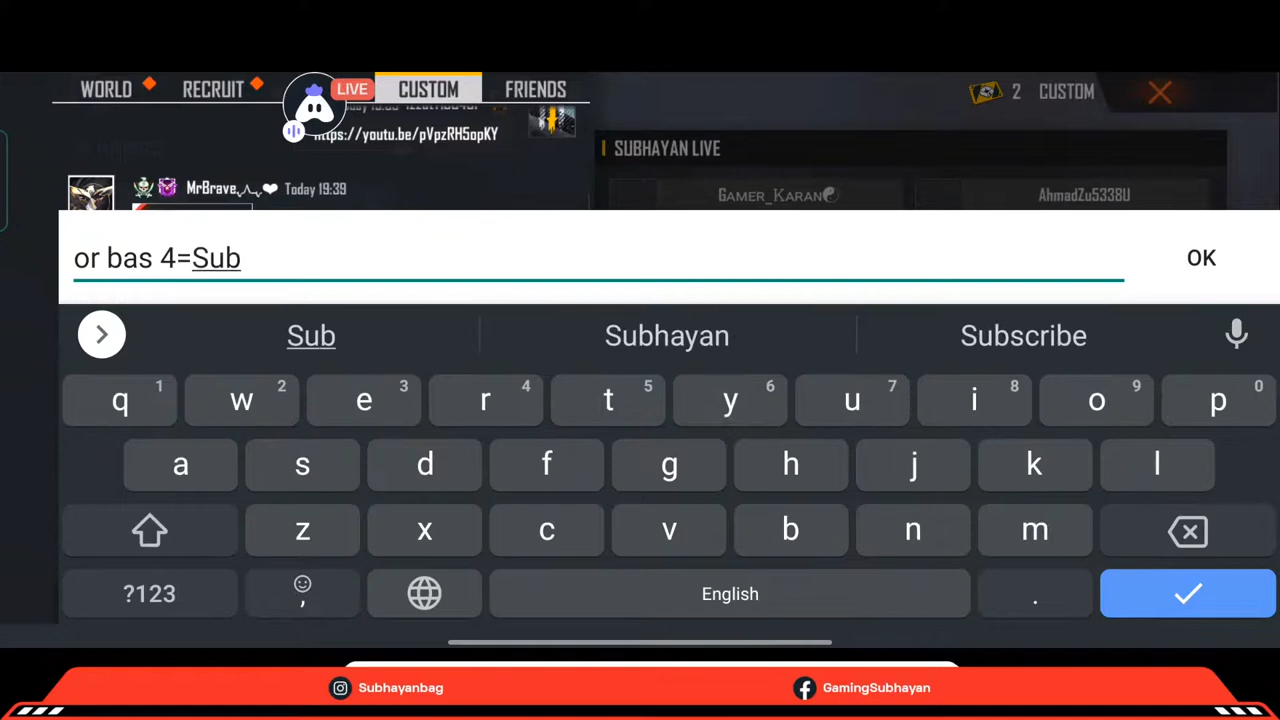 WORLD RECRUIT LIVE CUSTOM FRIENDS
2 CUSTOM
https://youtu.be/pVpzRH5opKY
SUBHAYAN LIVE
MrBrave Today 19:39
GAMER_KARAN AhmadZu5338U
or bas 4=Sub
OK
Sub Subhayan Subscribe
q 1 w 2 e 3 r 4 t 5 y 6 u 7 i 8 o 9 p 0
a s d f g h j k l
z x c v b n m
?123 , English .
Subhayanbag GamingSubhayan